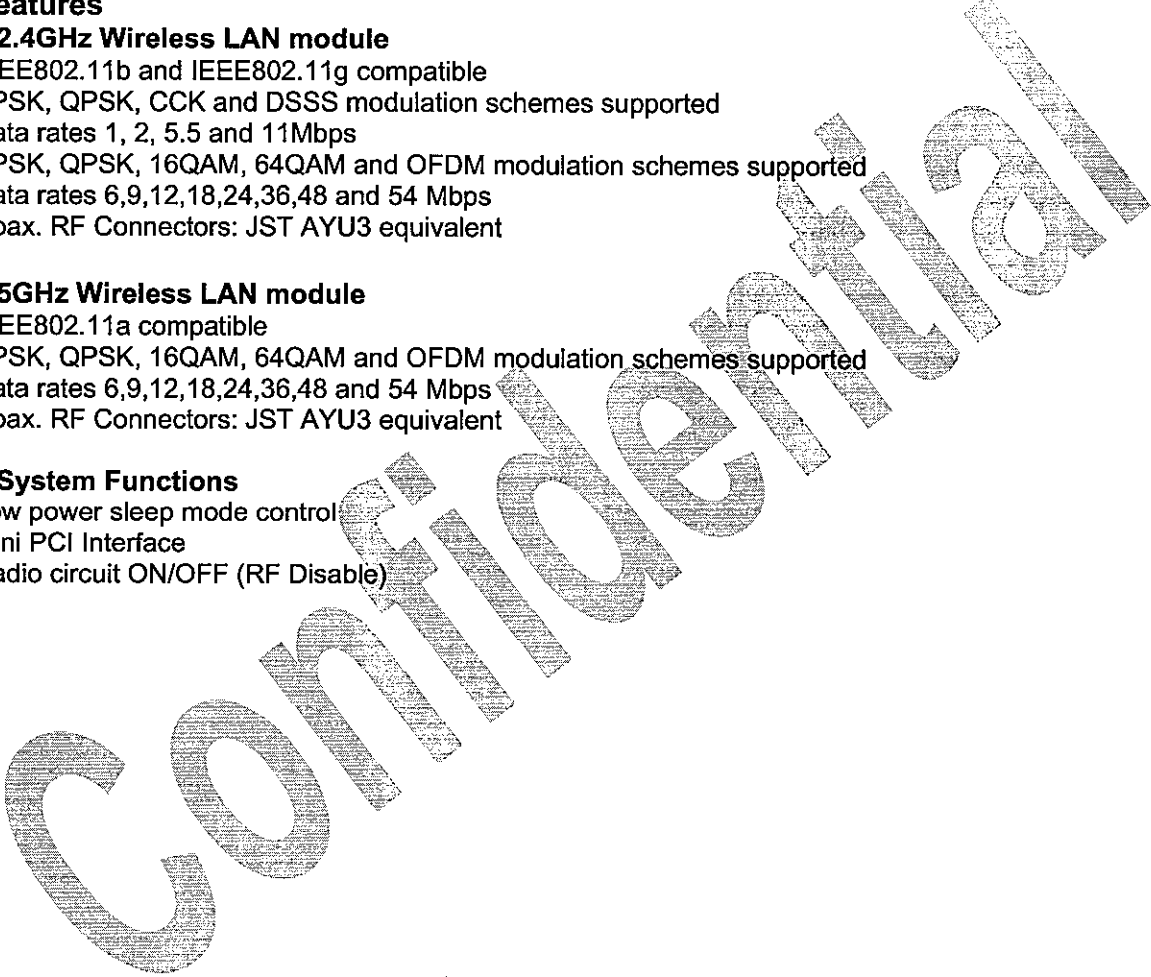 eatures
2.4GHz Wireless LAN module
EE802.11b and IEEE802.11g compatible
PSK, QPSK, CCK and DSSS modulation schemes supported
ata rates 1, 2, 5.5 and 11Mbps
PSK, QPSK, 16QAM, 64QAM and OFDM modulation schemes supported
ata rates 6,9,12,18,24,36,48 and 54 Mbps
oax. RF Connectors: JST AYU3 equivalent
5GHz Wireless LAN module
EE802.11a compatible
PSK, QPSK, 16QAM, 64QAM and OFDM modulation schemes supported
ata rates 6,9,12,18,24,36,48 and 54 Mbps
oax. RF Connectors: JST AYU3 equivalent
System Functions
ow power sleep mode control
ni PCI Interface
adio circuit ON/OFF (RF Disable)
Confidential